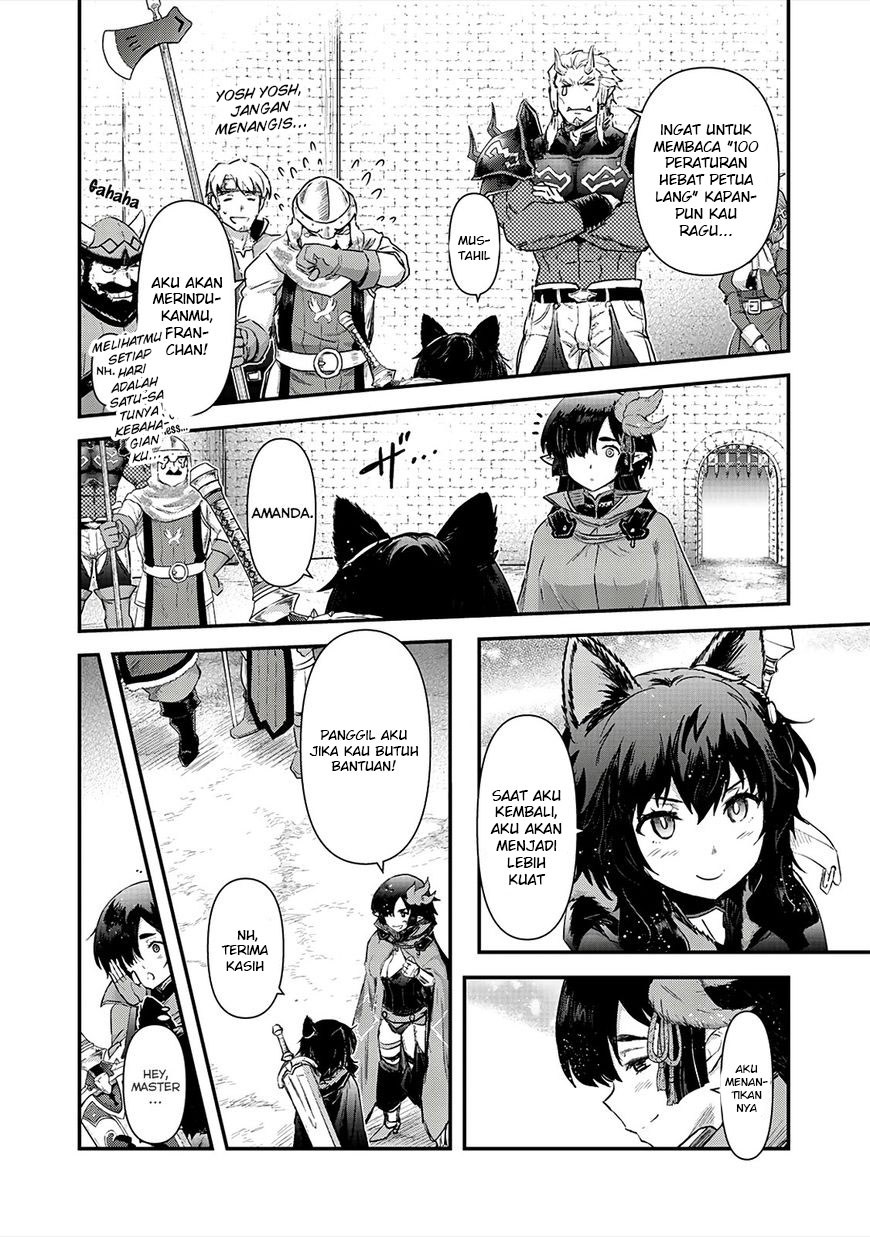 INGAT UNTUK
MEMBACA "100
PERATURAN
HEBAT PETUA
LANG" KAPAN-
PUN KAU
RAGU...
MUS-
TAHIL
YOSH YOSH,
JANGAN
MENANGIS...
Gahaha
AKU AKAN
MERINDU-
KANMU,
FRAN-
CHAN!
NH.
MELIHATMU
SETIAP
HARI
ADALAH
SATU-SA-
TUNYA
KEBAHA-
GIAN
KU...
ess...
ザ...
AMANDA.
SAAT AKU
KEMBALI,
AKU AKAN
MENJADI
LEBIH
KUAT
AKU
MENAN-
TIKAN
NYA
PANGGIL AKU
JIKA KAU BUTUH
BANTUAN!
NH,
TERIMA
KASIH
HEY,
MASTER
...